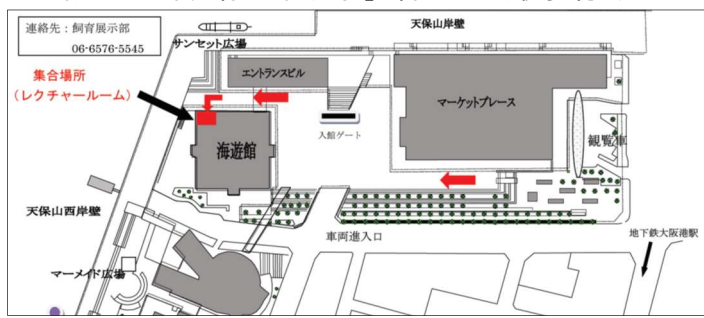 連絡先：飼育展示部
06-6576-5545
天保山岸壁
サンセット広場
集合場所
（レクチャールーム）
エントランスビル
マーケットプレース
入館ゲート
海遊館
観覧車
天保山西岸壁
車両進入口
地下鉄大阪港駅
マーメイド広場